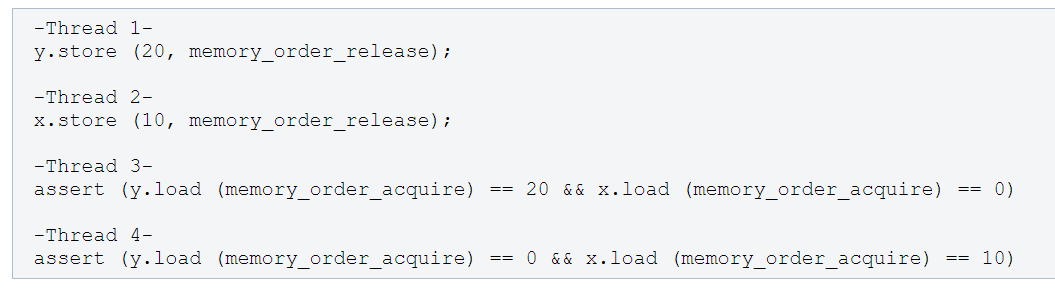 -Thread 1-
y.store (20, memory_order_release);
-Thread 2-
x.store (10, memory_order_release);
-Thread 3-
assert (y.load (memory_order_acquire) == 20 && x.load (memory_order_acquire) == 0)
-Thread 4-
assert (y.load (memory_order_acquire) == 0 && x.load (memory_order_acquire) == 10)